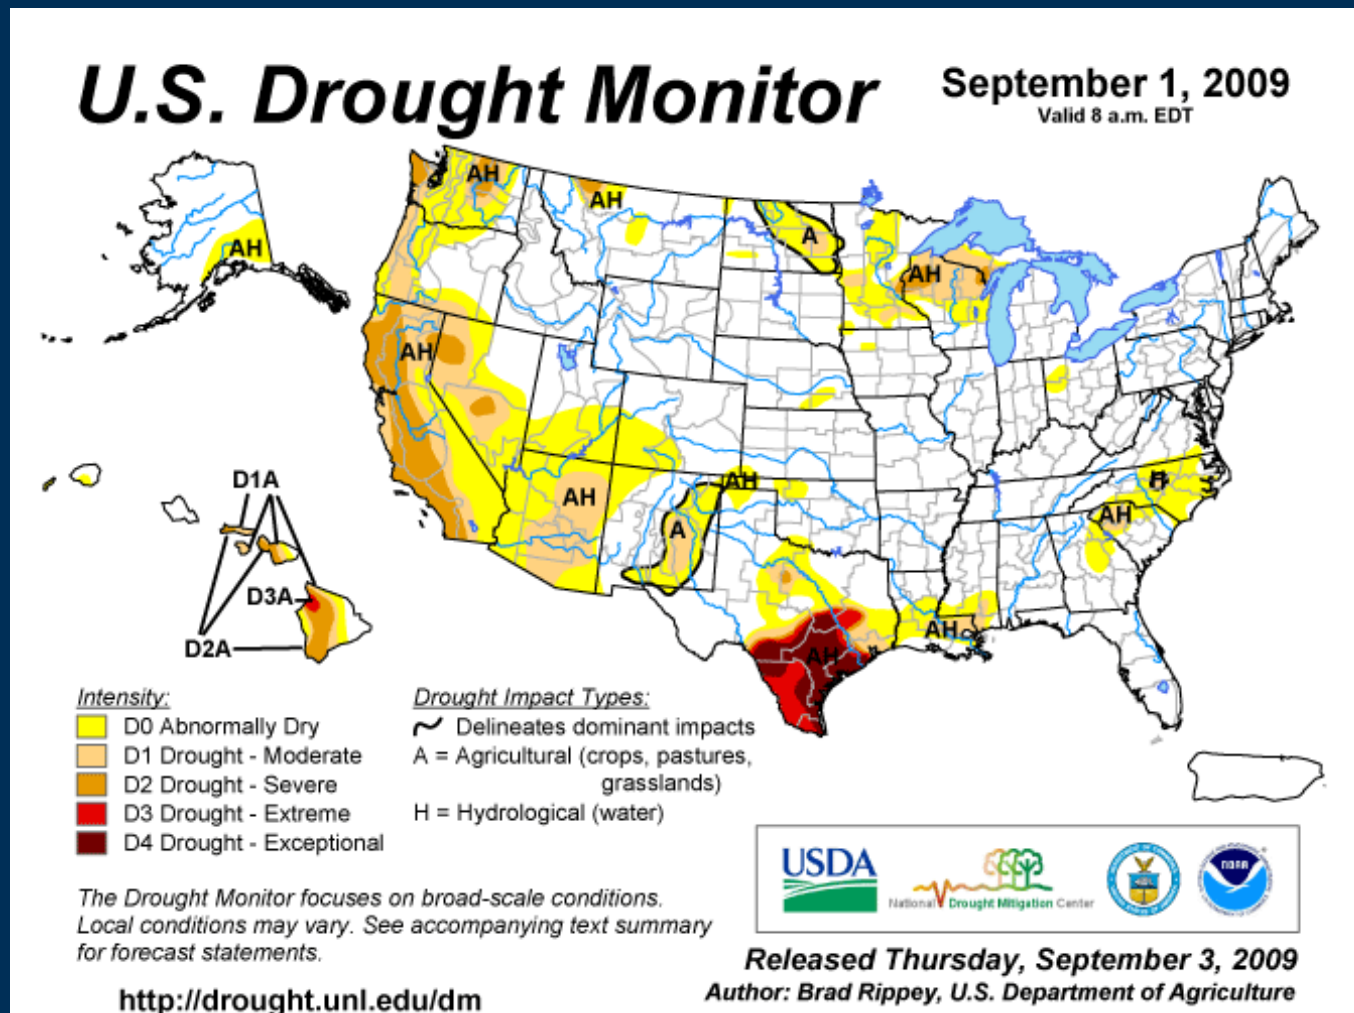 U.S. Drought Monitor
September 1, 2009
Valid 8 a.m. EDT
AH
AH
AH
A
AH
AH
AH
A
AH
H
AH
AH
AH
D1A
D3A
D2A
Intensity:
D0 Abnormally Dry
D1 Drought - Moderate
D2 Drought - Severe
D3 Drought - Extreme
D4 Drought - Exceptional
Drought Impact Types:
Delineates dominant impacts
A = Agricultural (crops, pastures,
grasslands)
H = Hydrological (water)
The Drought Monitor focuses on broad-scale conditions.
Local conditions may vary. See accompanying text summary
for forecast statements.
http://drought.unl.edu/dm
USDA
National Drought Mitigation Center
NOAA
Released Thursday, September 3, 2009
Author: Brad Rippey, U.S. Department of Agriculture